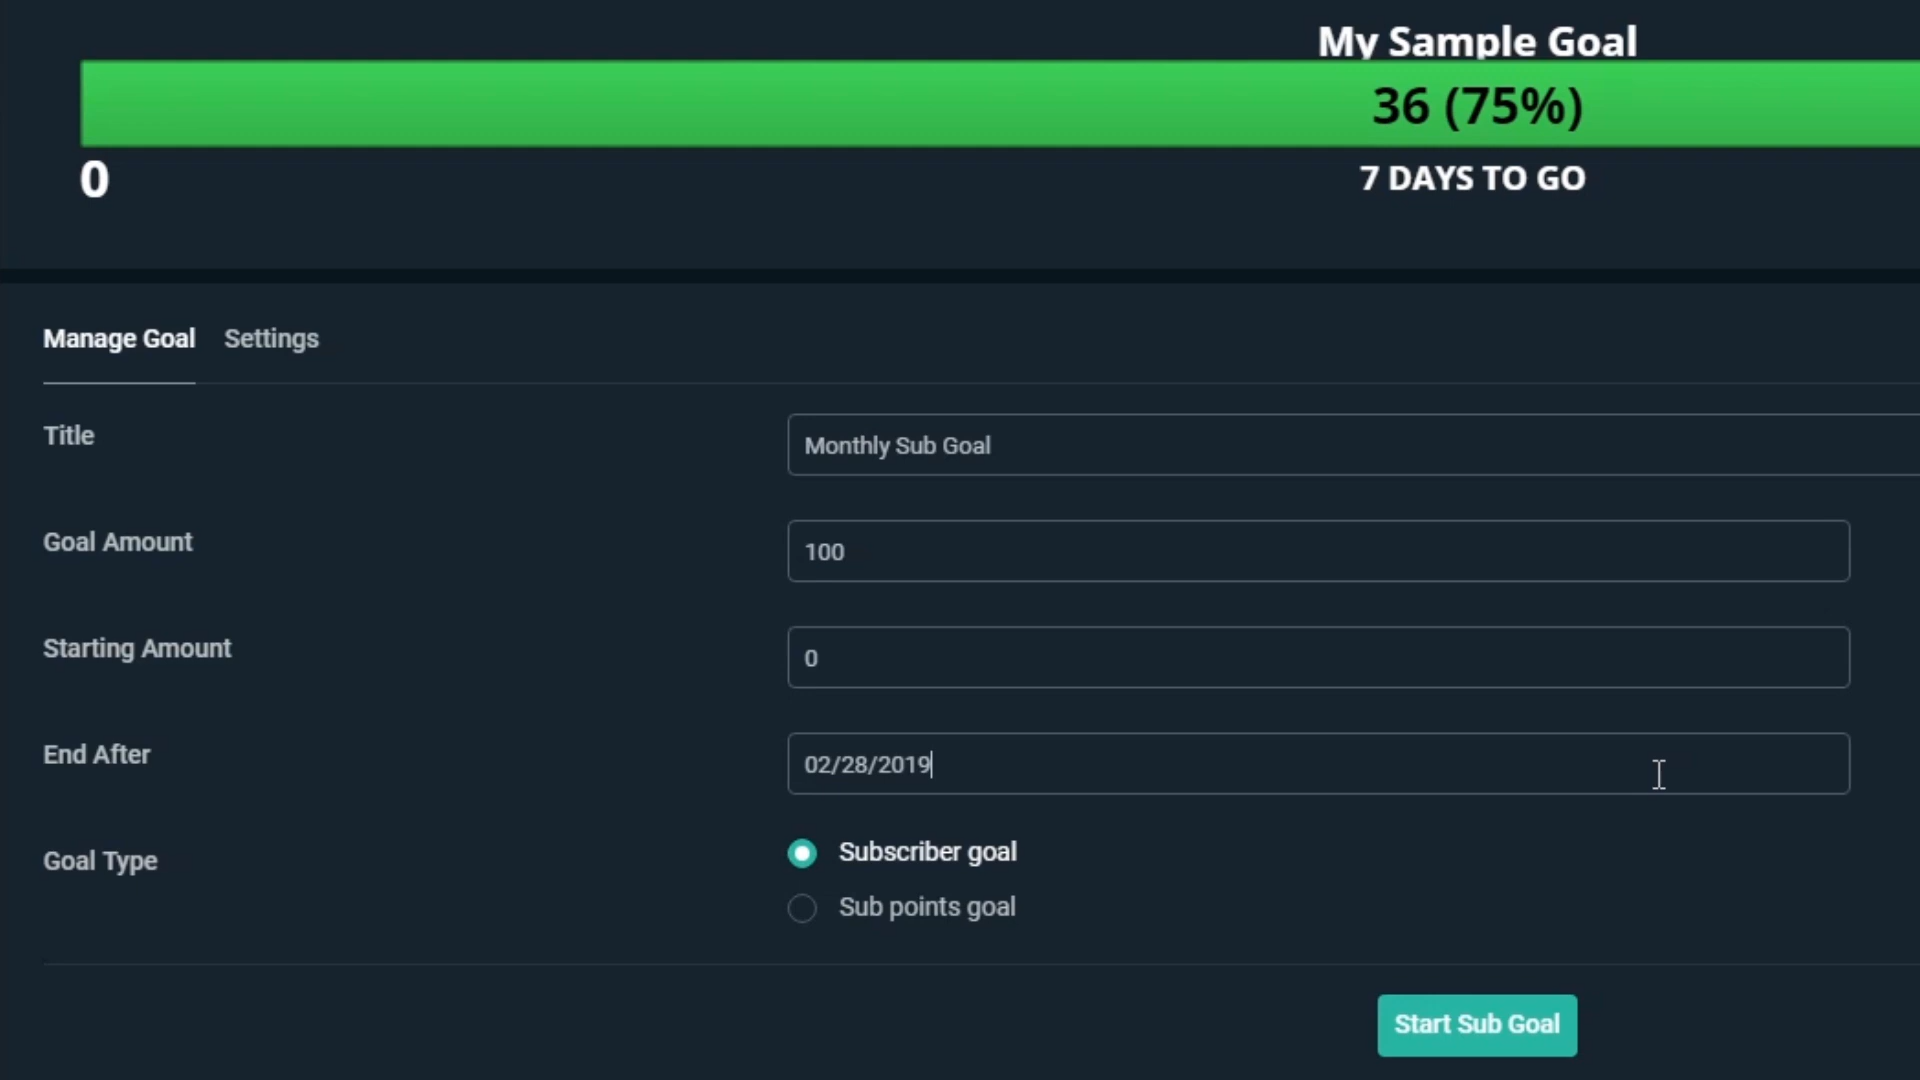 My Sample Goal
36 (75%)
0
7 DAYS TO GO
Manage Goal Settings
Title
Monthly Sub Goal
Goal Amount
100
Starting Amount
0
End After
02/28/2019
Goal Type
Subscriber goal
Sub points goal
Start Sub Goal